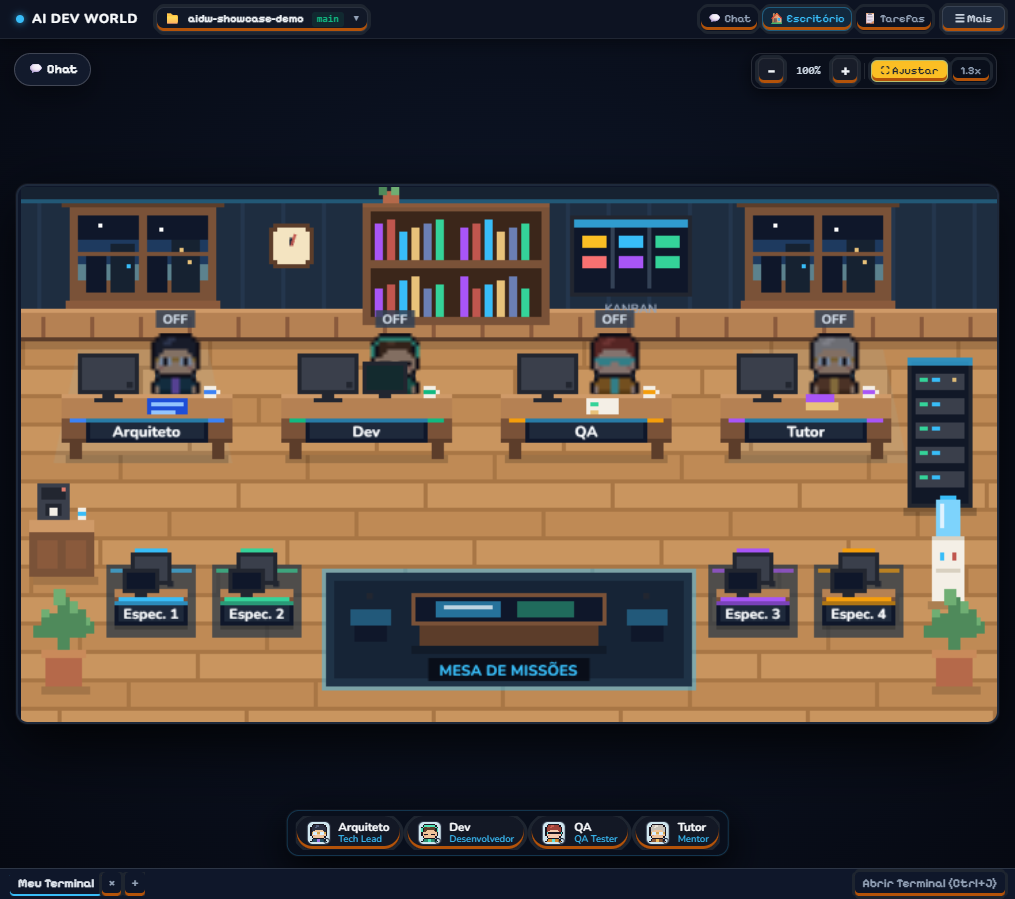 AI DEV WORLD
aidw-showcase-demo main
Chat
Escritório
Tarefas
Mais
Chat
100%
Ajustar
1.3x
KANBAN
OFF
OFF
OFF
OFF
Arquiteto
Dev
QA
Tutor
Espec. 1
Espec. 2
Espec. 3
Espec. 4
MESA DE MISSÕES
Arquiteto
Tech Lead
Dev
Desenvolvedor
QA
QA Tester
Tutor
Mentor
Meu Terminal
Abrir Terminal (Ctrl+J)